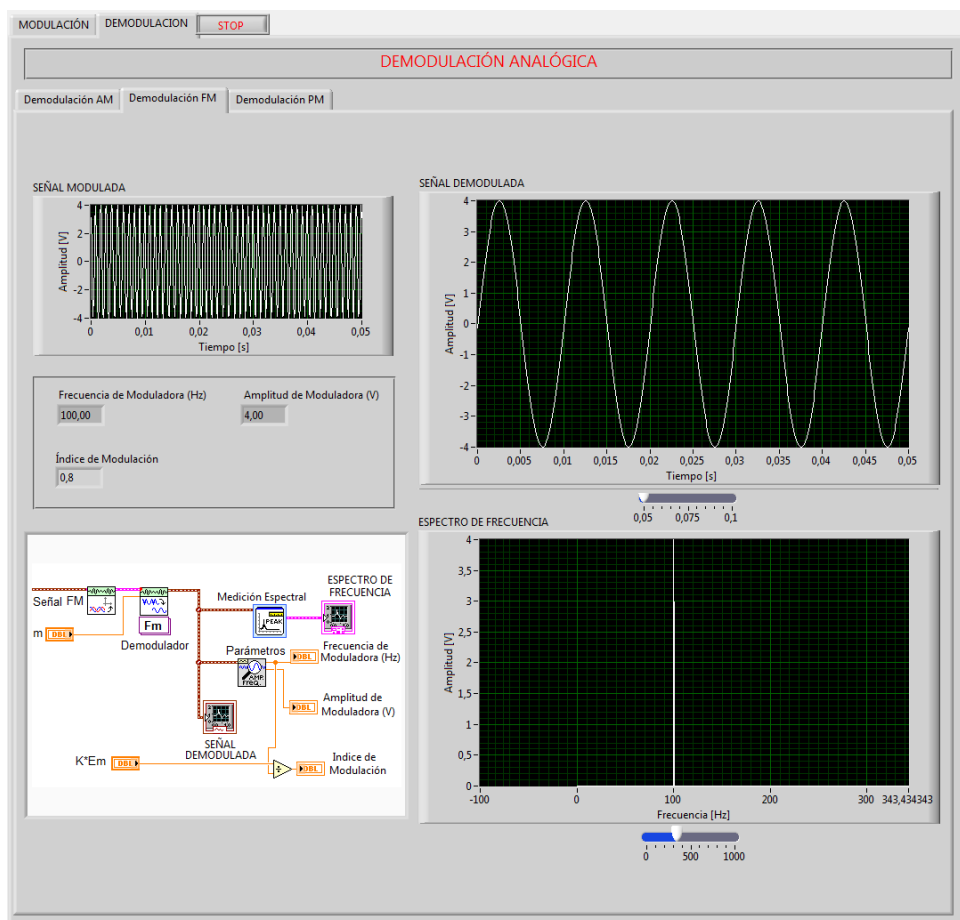 MODULACIÓN
DEMODULACION
STOP
DEMODULACIÓN ANALÓGICA
Demodulación AM
Demodulación FM
Demodulación PM
SEÑAL MODULADA
Amplitud [V]
4
2
0
-2
-4
0 0,01 0,02 0,03 0,04 0,05
Tiempo [s]
Frecuencia de Moduladora (Hz)
100,00
Amplitud de Moduladora (V)
4,00
Índice de Modulación
0,8
SEÑAL DEMODULADA
Amplitud [V]
4
3
2
1
0
-1
-2
-3
-4
0 0,005 0,01 0,015 0,02 0,025 0,03 0,035 0,04 0,045 0,05
Tiempo [s]
0,05 0,075 0,1
ESPECTRO DE FRECUENCIA
Amplitud [V]
4
3,5
3
2,5
2
1,5
1
0,5
0
-100 0 100 200 300 343,434343
Frecuencia [Hz]
0 500 1000
Señal FM
m
DBL
Fm
Demodulador
Medición Espectral
PEAK
ESPECTRO DE
FRECUENCIA
Parámetros
AMP.
FREQ.
DBL
Frecuencia de
Moduladora (Hz)
DBL
Amplitud de
Moduladora (V)
SEÑAL
DEMODULADA
K*Em
DBL
DBL
Índice de
Modulación